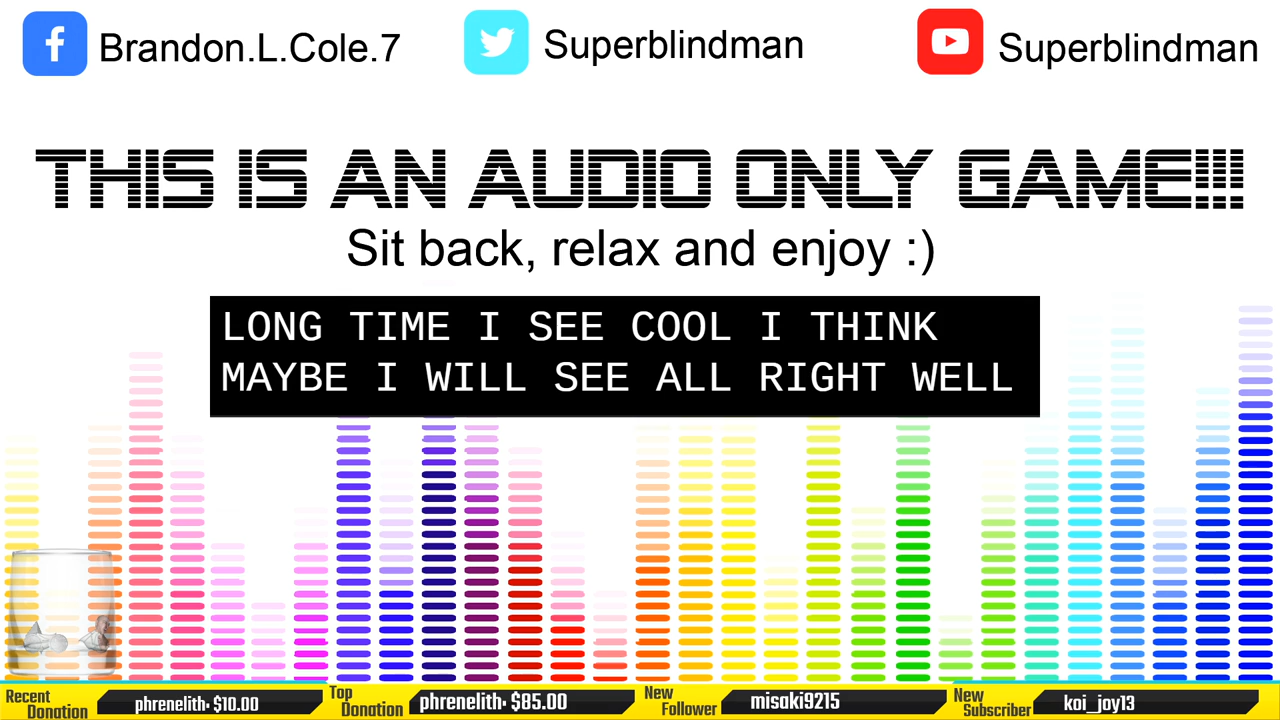 Brandon.L.Cole.7 Superblindman Superblindman
THIS IS AN AUDIO ONLY GAME!!!
Sit back, relax and enjoy :)
LONG TIME I SEE COOL I THINK
MAYBE I WILL SEE ALL RIGHT WELL
Recent Donation phrenelith: $10.00 Top Donation phrenelith: $85.00 New Follower misaki9215 New Subscriber koi_joy13